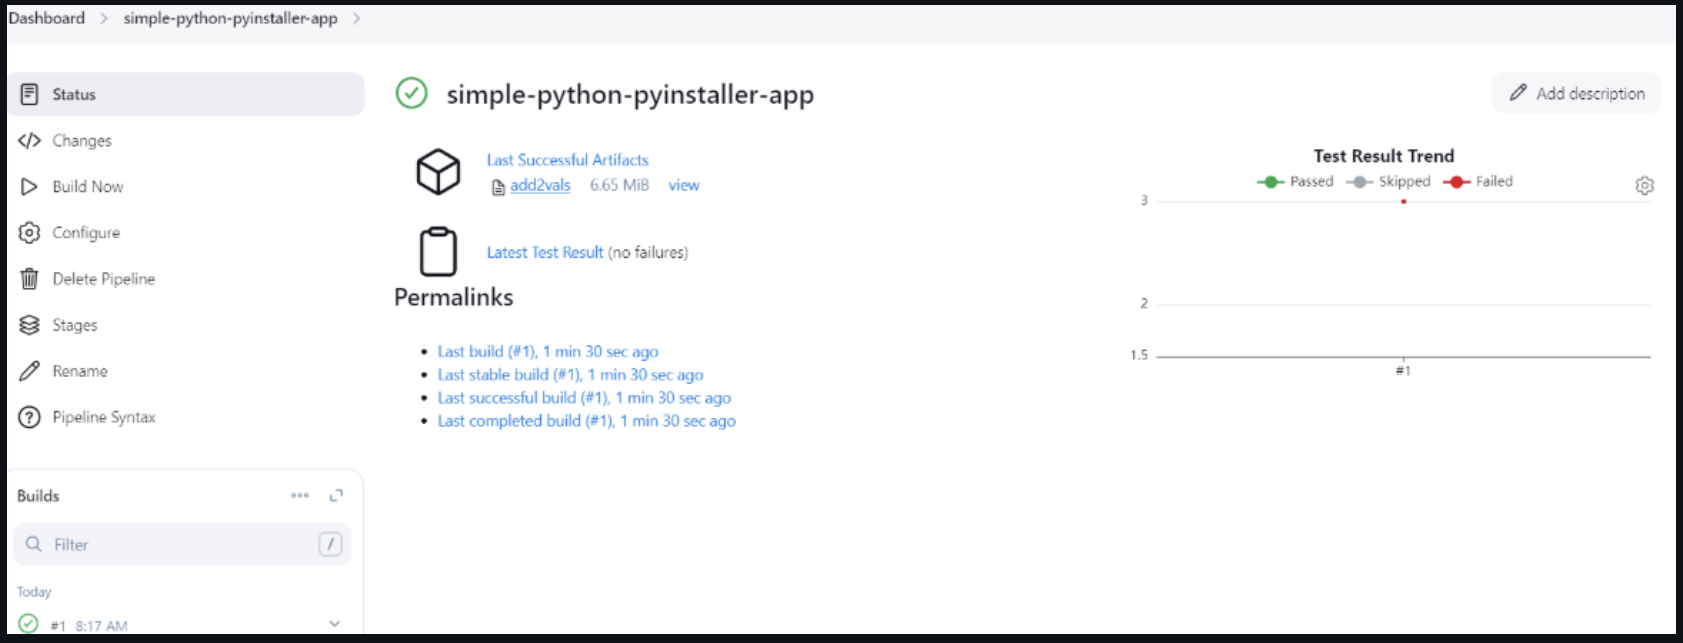 Dashboard > simple-python-pyinstaller-app >
Status
Changes
Build Now
Configure
Delete Pipeline
Stages
Rename
Pipeline Syntax
Builds
Filter /
Today
#1 8:17 AM
simple-python-pyinstaller-app
Add description
Last Successful Artifacts
add2vals 6.65 MiB view
Latest Test Result (no failures)
Permalinks
• Last build (#1), 1 min 30 sec ago
• Last stable build (#1), 1 min 30 sec ago
• Last successful build (#1), 1 min 30 sec ago
• Last completed build (#1), 1 min 30 sec ago
Test Result Trend
Passed Skipped Failed
3
2
1.5
#1